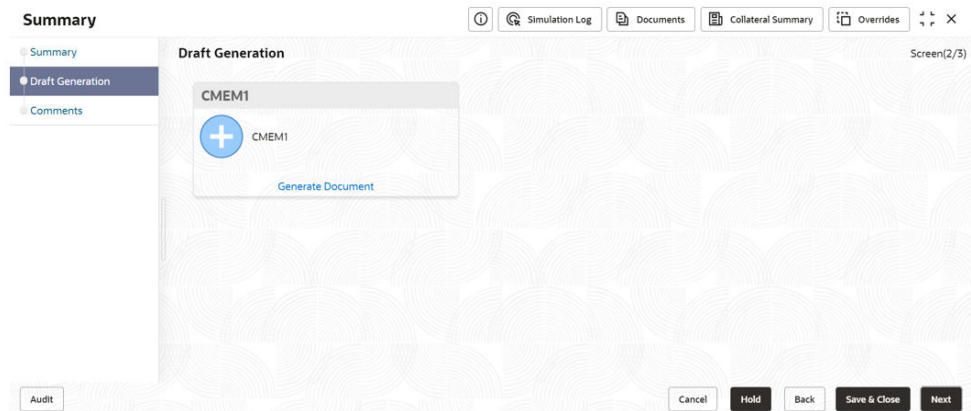 Summary
Simulation Log
Documents
Collateral Summary
Overrides
Summary
Draft Generation
Comments
Draft Generation
Screen(2/3)
CMEM1
CMEM1
Generate Document
Audit
Cancel
Hold
Back
Save & Close
Next